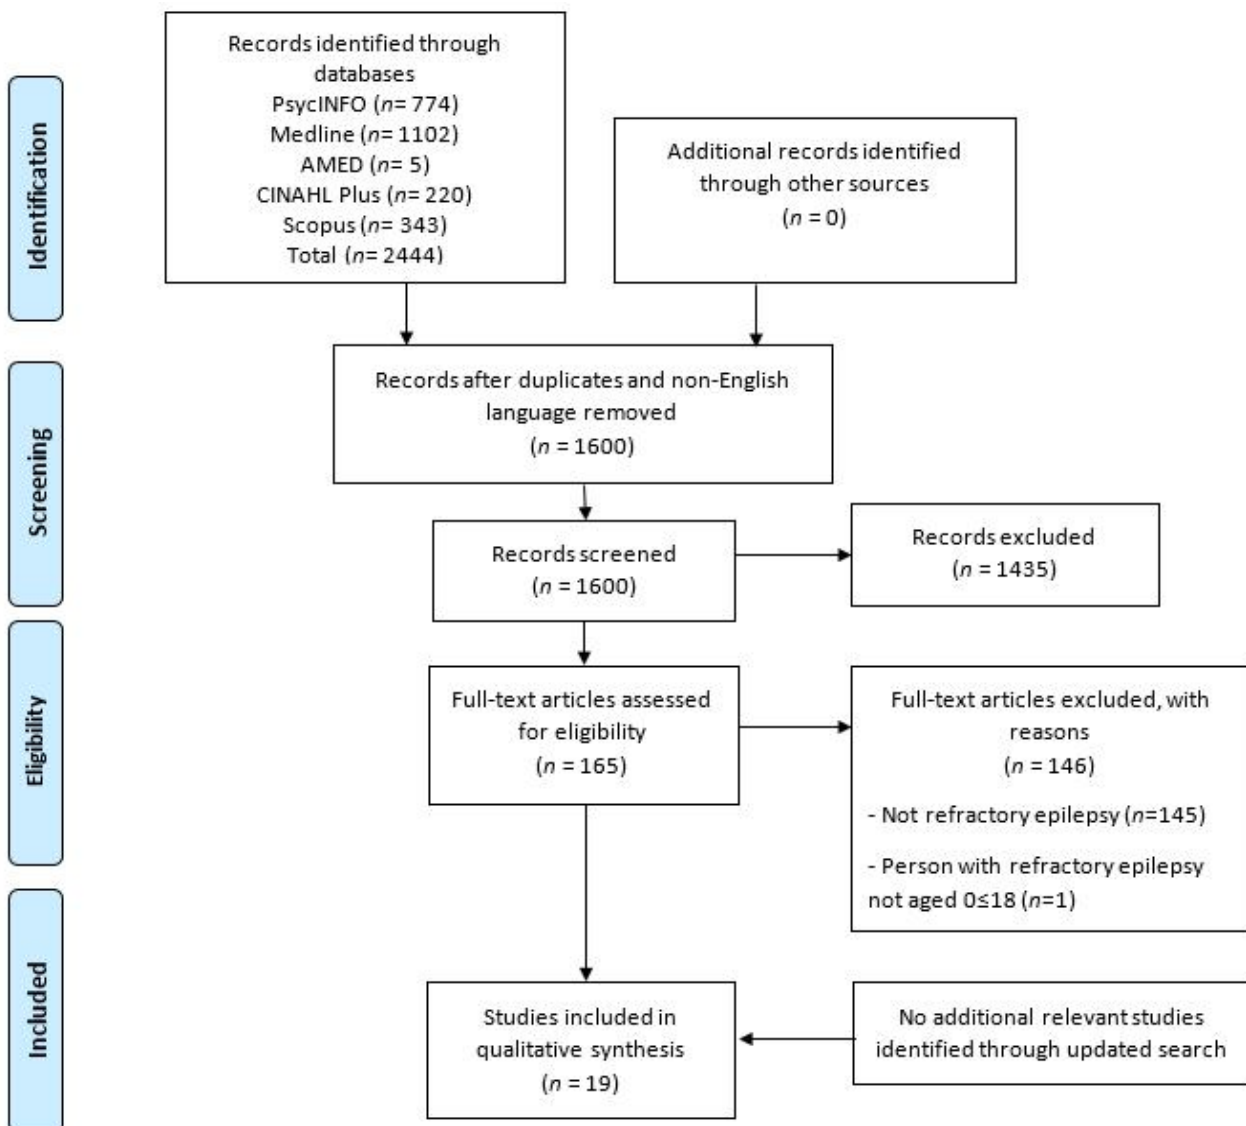 Identification
Records identified through
databases
PsycINFO (n= 774)
Medline (n= 1102)
AMED (n= 5)
CINAHL Plus (n= 220)
Scopus (n= 343)
Total (n= 2444)
Additional records identified
through other sources
(n = 0)
Screening
Records after duplicates and non-English
language removed
(n = 1600)
Records screened
(n = 1600)
Records excluded
(n = 1435)
Eligibility
Full-text articles assessed
for eligibility
(n = 165)
Full-text articles excluded, with
reasons
(n = 146)
- Not refractory epilepsy (n=145)
- Person with refractory epilepsy
not aged 0≤18 (n=1)
Included
Studies included in
qualitative synthesis
(n = 19)
No additional relevant studies
identified through updated search